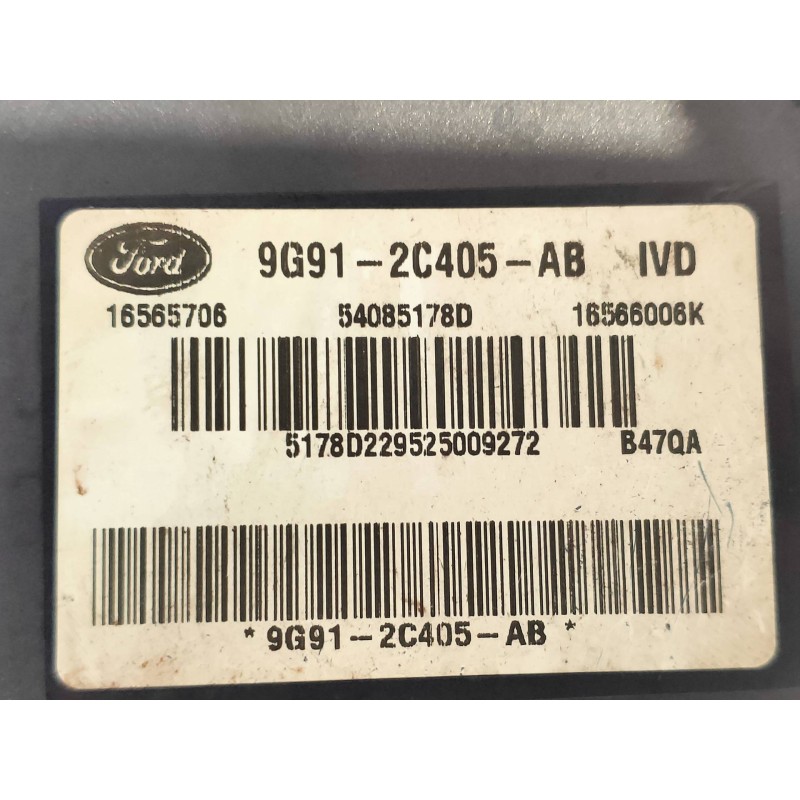 Ford 9G91-2C405-AB IVD
16565706 54085178D 16566006K
5178D229525009272 B47QA
* 9G91-2C405-AB *